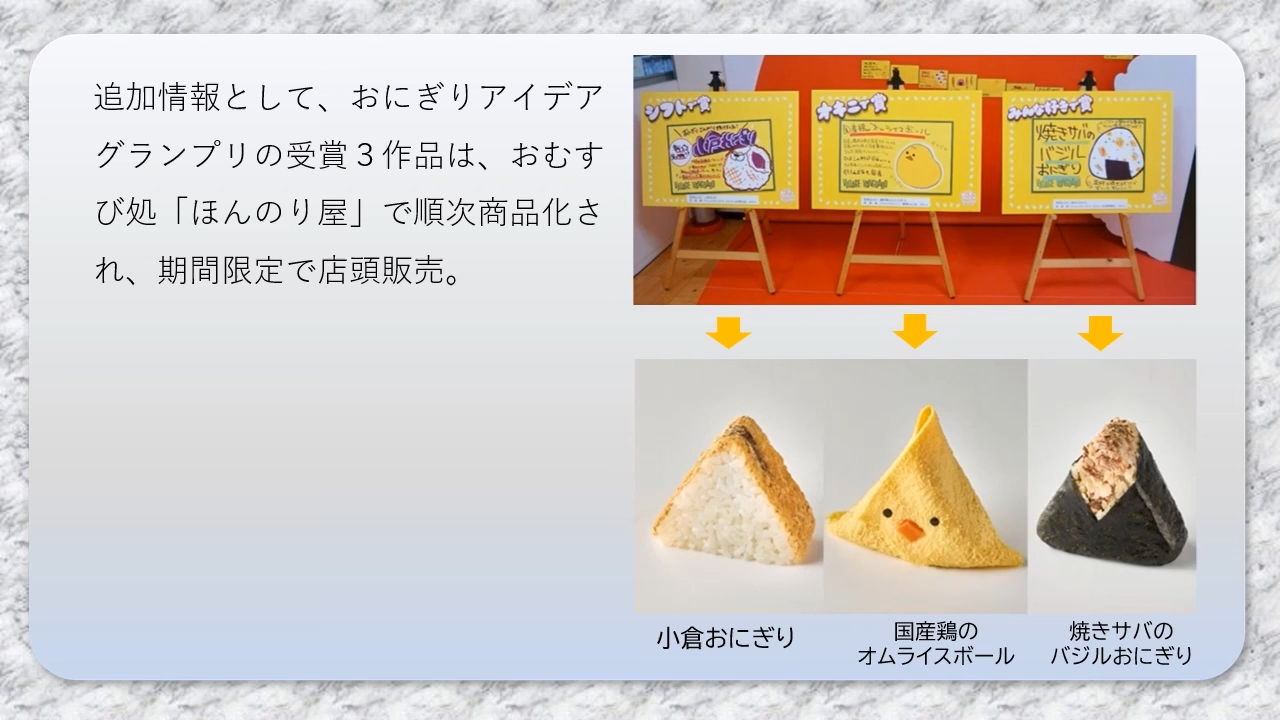 追加情報として、おにぎりアイデア
グランプリの受賞３作品は、おむす
び処「ほんのり屋」で順次商品化さ
れ、期間限定で店頭販売。
シフトで賞
オキニで賞
みんな好きで賞
焼きサバの
バジル
おにぎり
小倉おにぎり
国産鶏の
オムライスボール
焼きサバの
バジルおにぎり